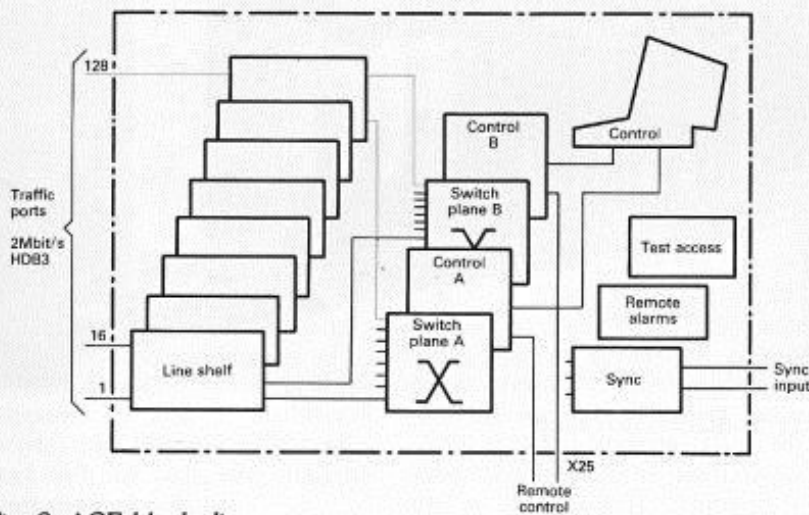 128
Traffic
ports
2Mbit/s
HDB3
16
1
Line shelf
Control
B
Switch
plane B
Control
A
Switch
plane A
Control
Test access
Remote
alarms
Sync
Sync
input
X25
Remote
control